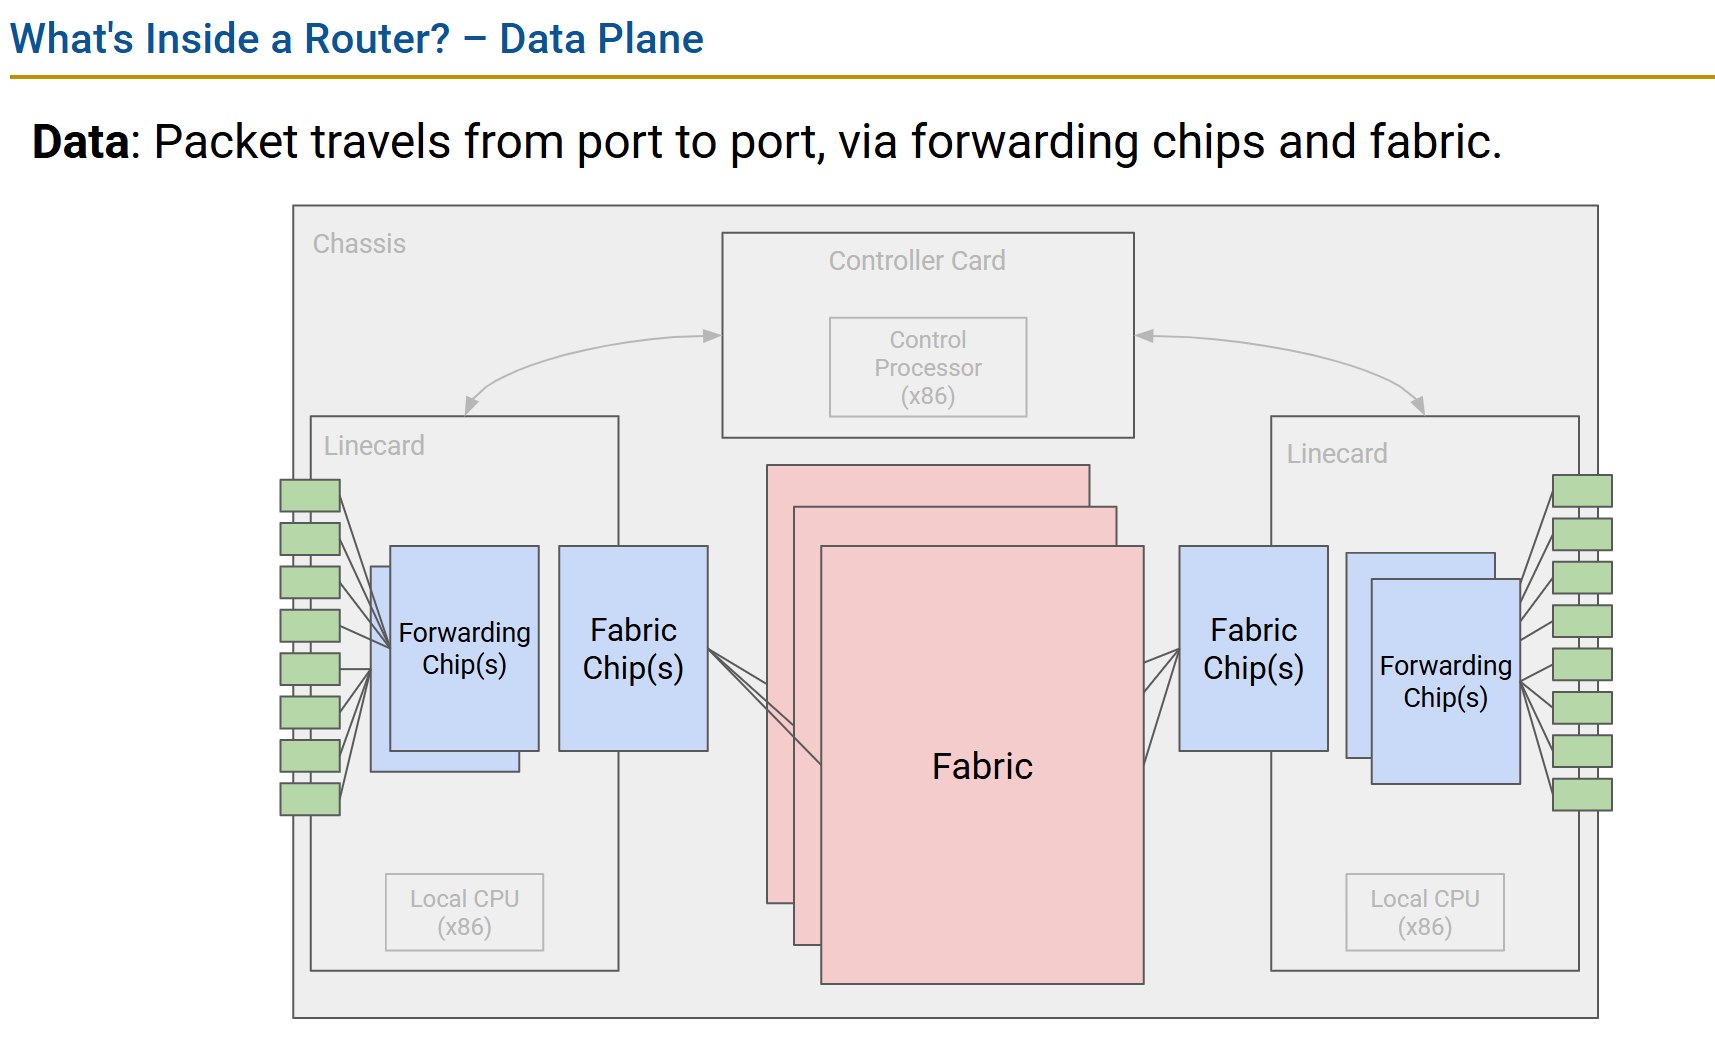 What's Inside a Router? – Data Plane
Data: Packet travels from port to port, via forwarding chips and fabric.
Chassis
Controller Card
Control
Processor
(x86)
Linecard
Linecard
Forwarding
Chip(s)
Fabric
Chip(s)
Fabric
Fabric
Chip(s)
Forwarding
Chip(s)
Local CPU
(x86)
Local CPU
(x86)